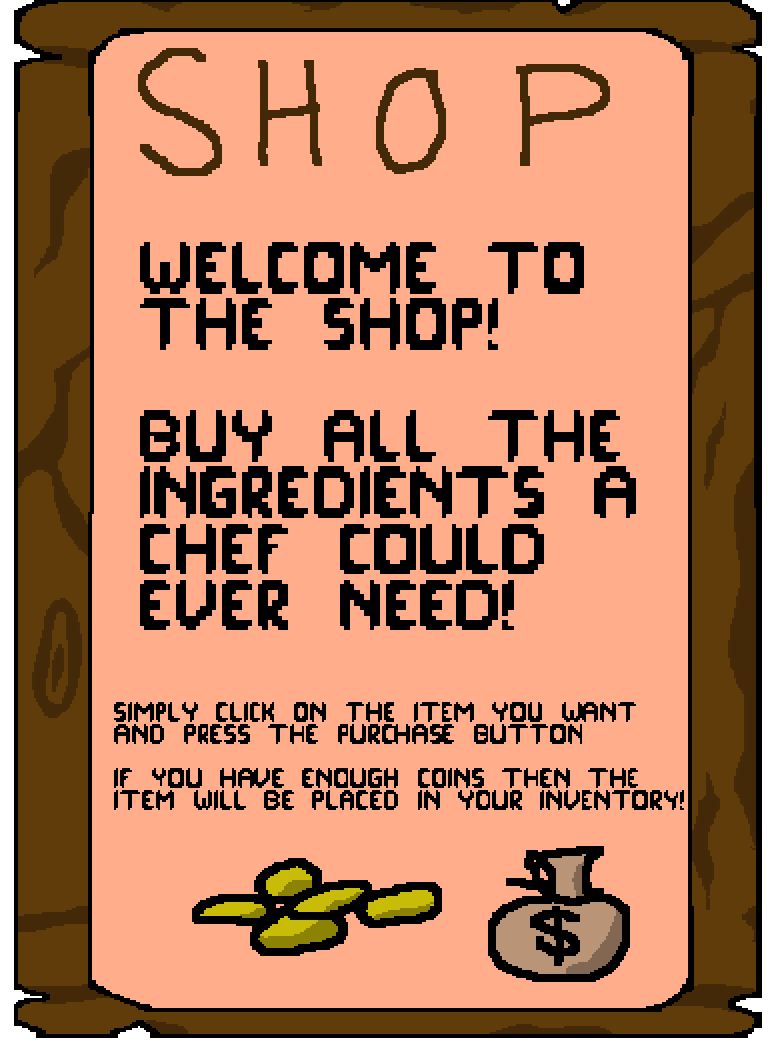 SHOP
WELCOME TO
THE SHOP!
BUY ALL THE
INGREDIENTS A
CHEF COULD
EVER NEED!
SIMPLY CLICK ON THE ITEM YOU WANT
AND PRESS THE PURCHASE BUTTON
IF YOU HAVE ENOUGH COINS THEN THE
ITEM WILL BE PLACED IN YOUR INVENTORY!
$